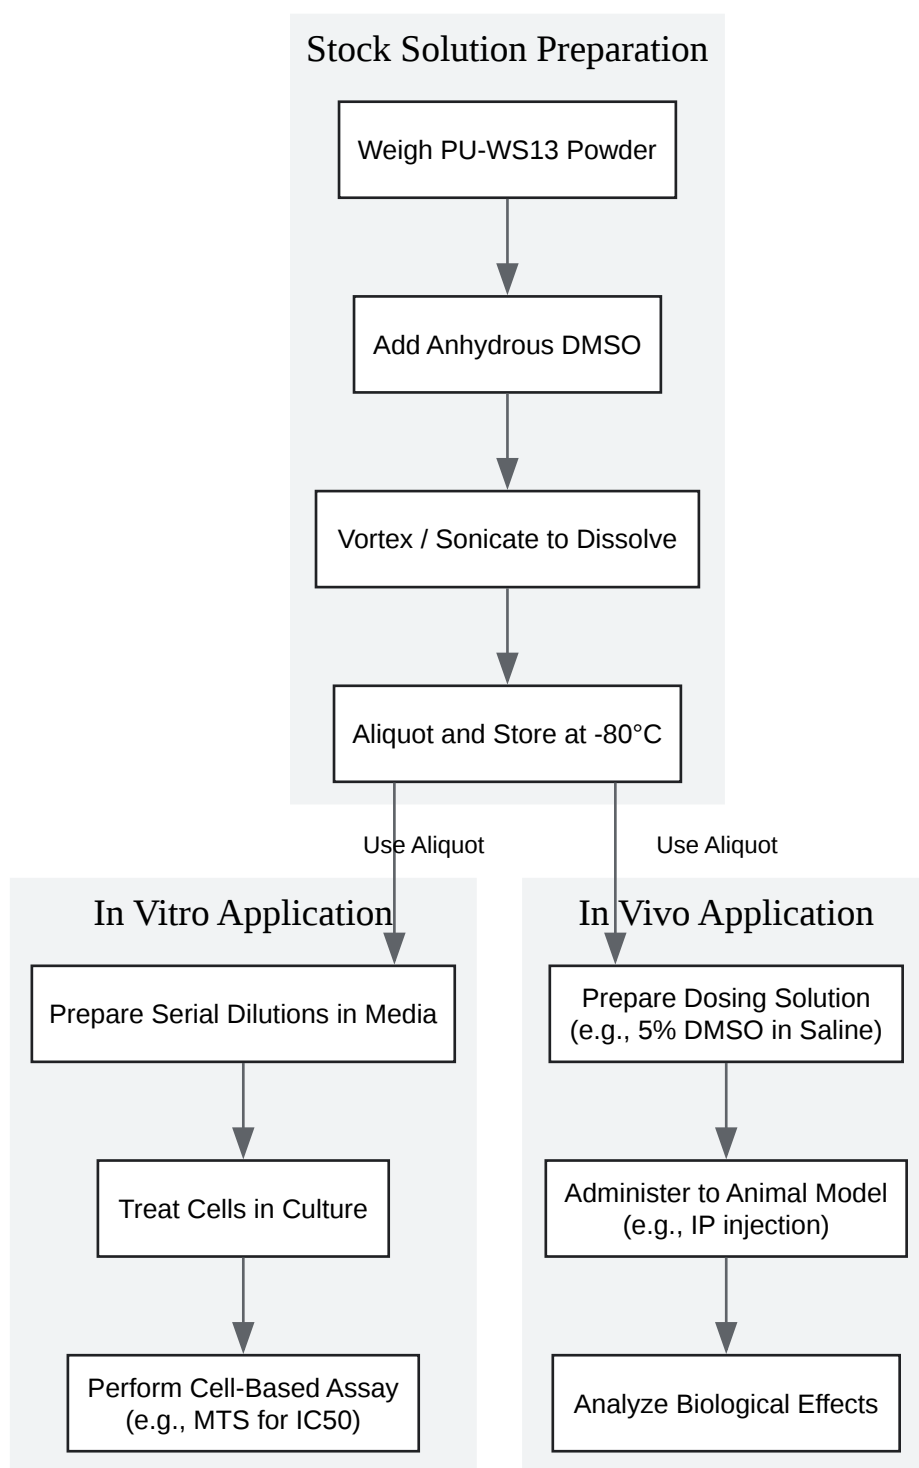 Stock Solution Preparation
Weigh PU-WS13 Powder
Add Anhydrous DMSO
Vortex / Sonicate to Dissolve
Aliquot and Store at -80°C
Use Aliquot
Use Aliquot
In Vitro Application
Prepare Serial Dilutions in Media
Treat Cells in Culture
Perform Cell-Based Assay
(e.g., MTS for IC50)
In Vivo Application
Prepare Dosing Solution
(e.g., 5% DMSO in Saline)
Administer to Animal Model
(e.g., IP injection)
Analyze Biological Effects